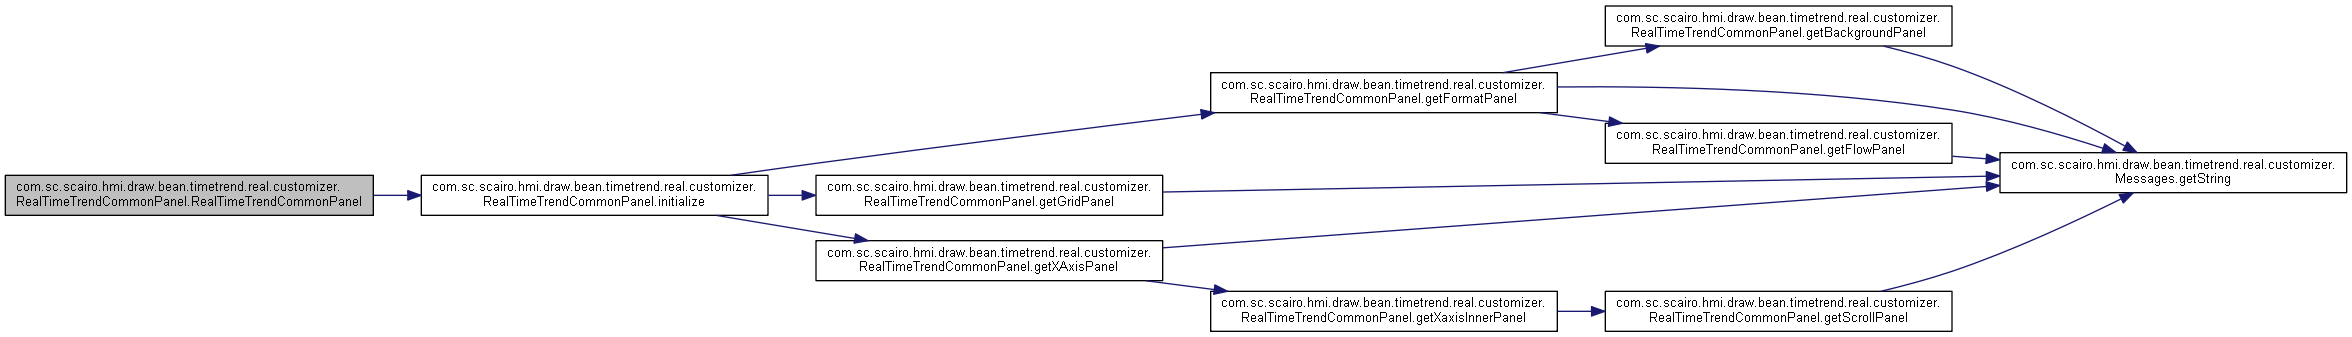 com.sc.scairo.hmi.draw.bean.timetrend.real.customizer.
RealTimeTrendCommonPanel.RealTimeTrendCommonPanel
com.sc.scairo.hmi.draw.bean.timetrend.real.customizer.
RealTimeTrendCommonPanel.initialize
com.sc.scairo.hmi.draw.bean.timetrend.real.customizer.
RealTimeTrendCommonPanel.getFormatPanel
com.sc.scairo.hmi.draw.bean.timetrend.real.customizer.
RealTimeTrendCommonPanel.getBackgroundPanel
com.sc.scairo.hmi.draw.bean.timetrend.real.customizer.
RealTimeTrendCommonPanel.getFlowPanel
com.sc.scairo.hmi.draw.bean.timetrend.real.customizer.
RealTimeTrendCommonPanel.getGridPanel
com.sc.scairo.hmi.draw.bean.timetrend.real.customizer.
RealTimeTrendCommonPanel.getXAxisPanel
com.sc.scairo.hmi.draw.bean.timetrend.real.customizer.
RealTimeTrendCommonPanel.getXaxisInnerPanel
com.sc.scairo.hmi.draw.bean.timetrend.real.customizer.
RealTimeTrendCommonPanel.getScrollPanel
com.sc.scairo.hmi.draw.bean.timetrend.real.customizer.
Messages.getString